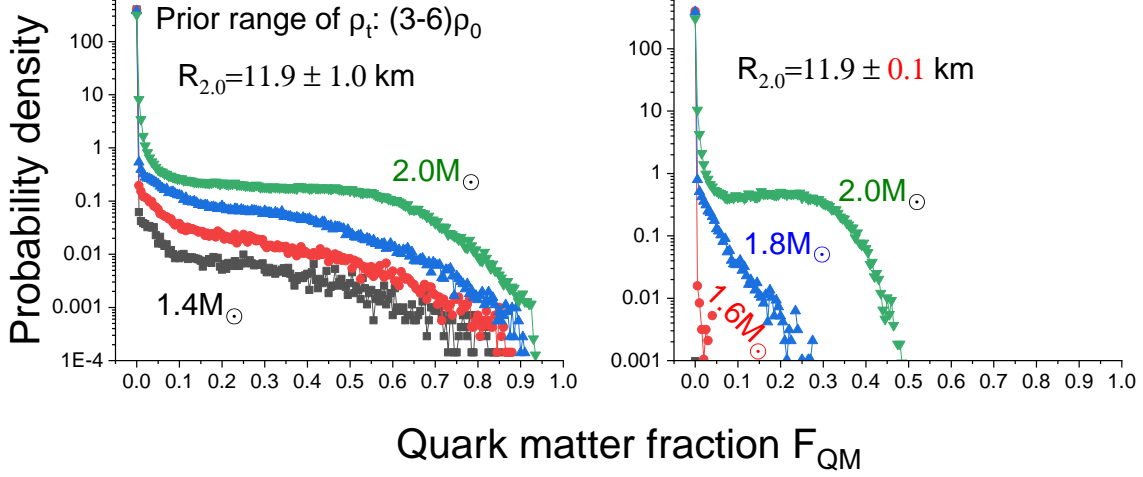 Probability density
Prior range of ρt: (3-6)ρ0
R2.0=11.9 ± 1.0 km
2.0M⊙
1.4M⊙
100
10
1
0.1
0.01
0.001
1E-4
0.0 0.1 0.2 0.3 0.4 0.5 0.6 0.7 0.8 0.9 1.0
R2.0=11.9 ± 0.1 km
2.0M⊙
1.8M⊙
1.6M⊙
100
10
1
0.1
0.01
0.001
0.0 0.1 0.2 0.3 0.4 0.5 0.6 0.7 0.8 0.9 1.0
Quark matter fraction FQM